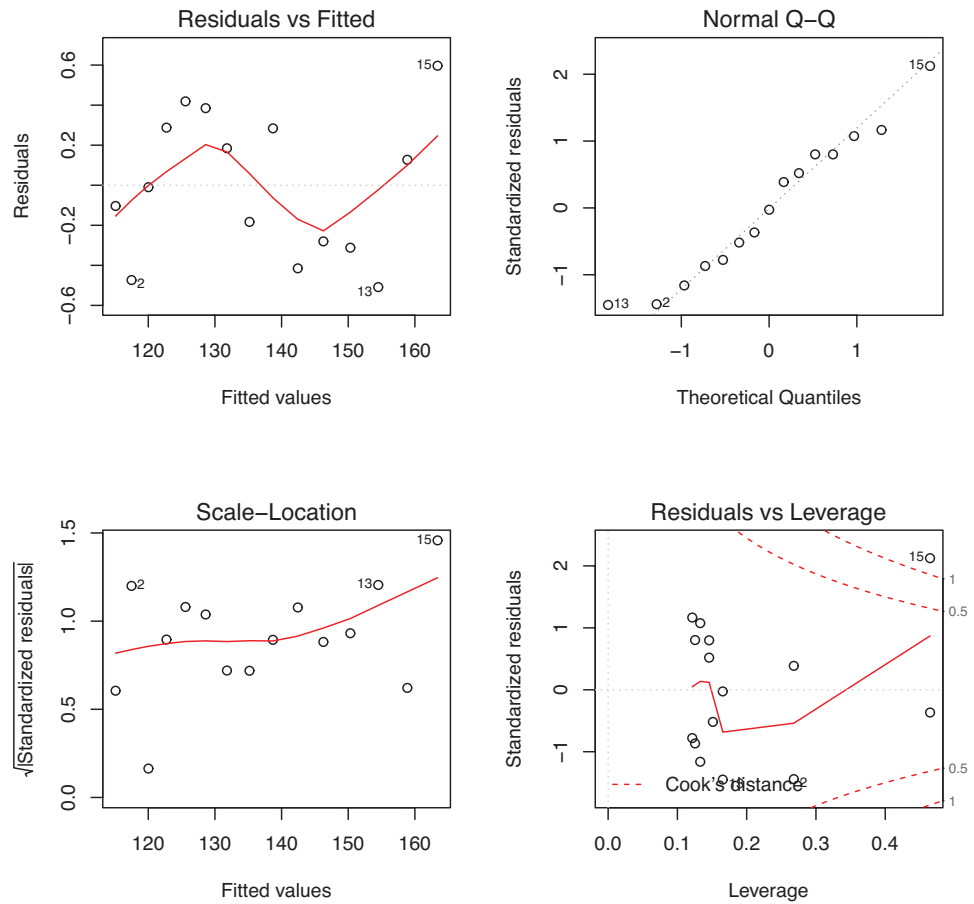 Residuals vs Fitted
Residuals
0.6
0.2
−0.2
−0.6
120 130 140 150 160
Fitted values
15
2
13
Normal Q−Q
Standardized residuals
2
1
0
−1
−1 0 1
Theoretical Quantiles
15
13
2
Scale−Location
√|Standardized residuals|
1.5
1.0
0.5
0.0
120 130 140 150 160
Fitted values
15
2
13
Residuals vs Leverage
Standardized residuals
2
1
0
−1
0.0 0.1 0.2 0.3 0.4
Leverage
15
1
0.5
0.5
1
Cook's distance
13
2